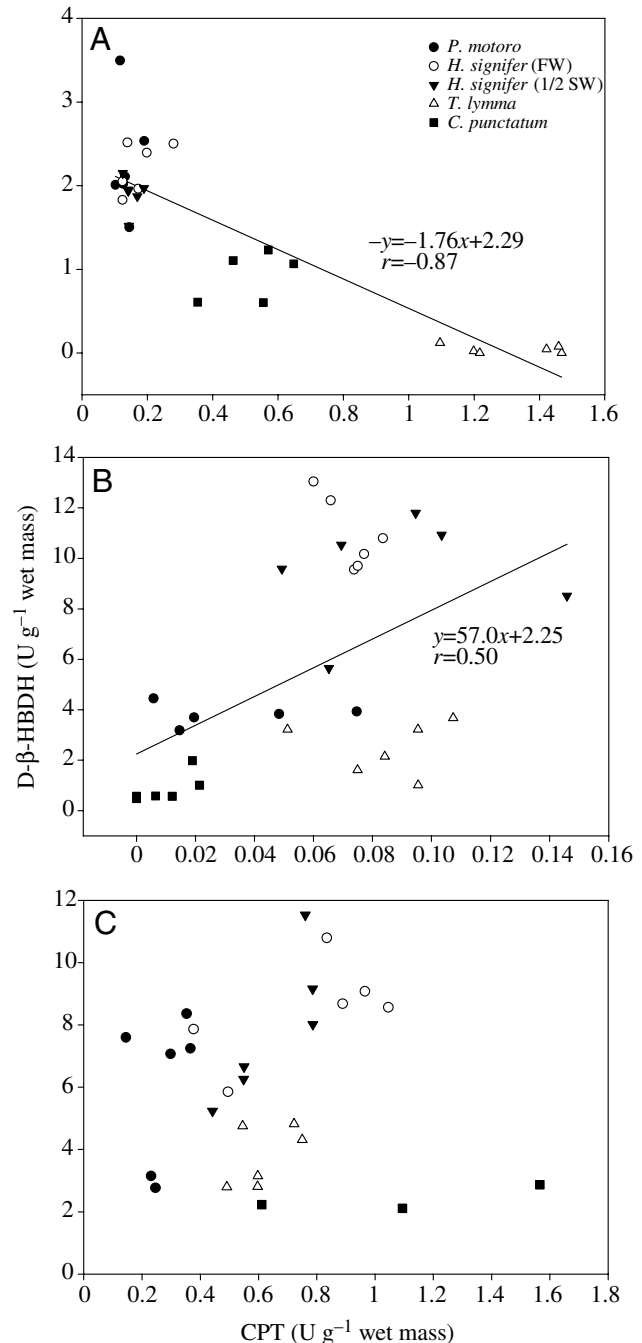 A
P. motoro
H. signifer (FW)
H. signifer (1/2 SW)
T. lymma
C. punctatum
4
3
2
1
0
–y=–1.76x+2.29
r=–0.87
0 0.2 0.4 0.6 0.8 1 1.2 1.4 1.6
B
14
12
10
8
6
4
2
0
y=57.0x+2.25
r=0.50
D-β-HBDH (U g–1 wet mass)
0 0.02 0.04 0.06 0.08 0.10 0.12 0.14 0.16
C
12
10
8
6
4
2
0
0 0.2 0.4 0.6 0.8 1 1.2 1.4 1.6 1.8
CPT (U g–1 wet mass)